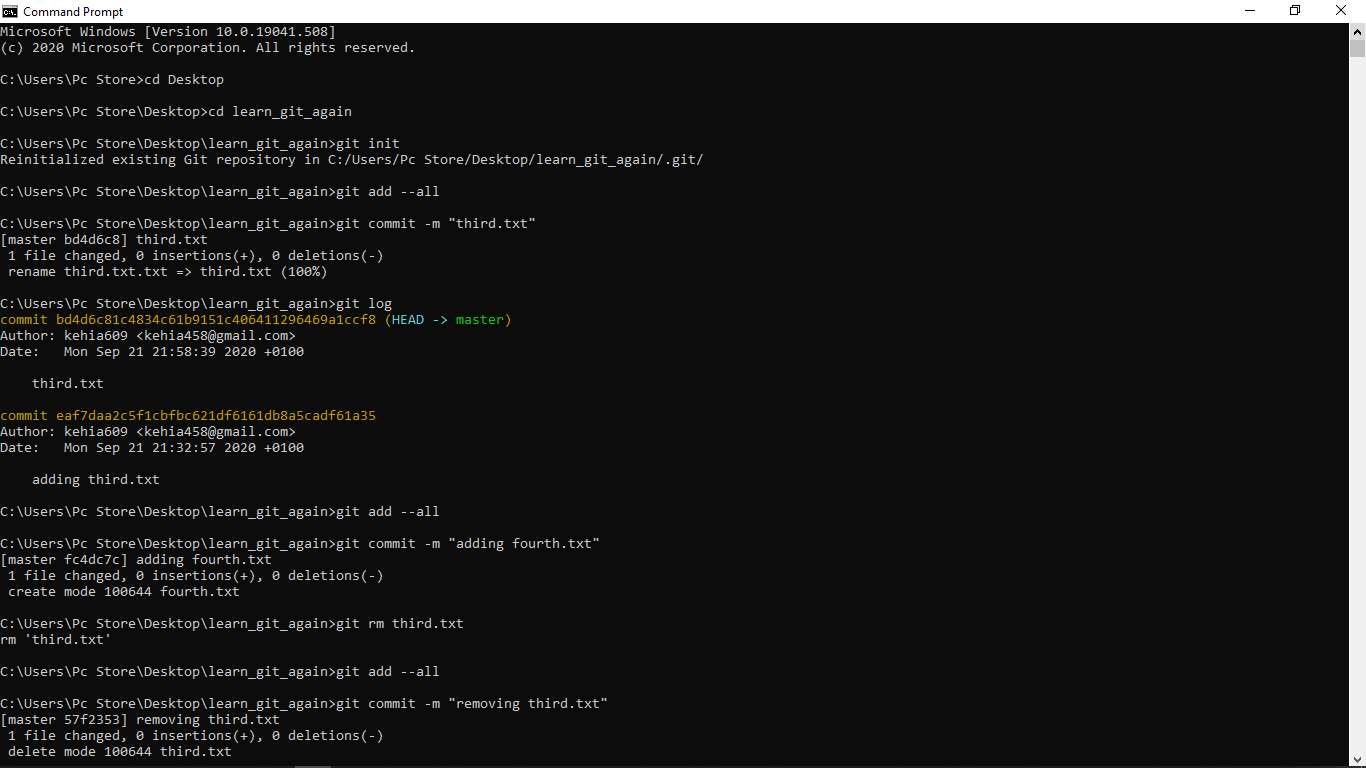 Command Prompt
Microsoft Windows [Version 10.0.19041.508]
(c) 2020 Microsoft Corporation. All rights reserved.
C:\Users\Pc Store>cd Desktop
C:\Users\Pc Store\Desktop>cd learn_git_again
C:\Users\Pc Store\Desktop\learn_git_again>git init
Reinitialized existing Git repository in C:/Users/Pc Store/Desktop/learn_git_again/.git/
C:\Users\Pc Store\Desktop\learn_git_again>git add --all
C:\Users\Pc Store\Desktop\learn_git_again>git commit -m "third.txt"
[master bd4d6c8] third.txt
 1 file changed, 0 insertions(+), 0 deletions(-)
 rename third.txt.txt => third.txt (100%)
C:\Users\Pc Store\Desktop\learn_git_again>git log
commit bd4d6c81c4834c61b9151c406411296469a1ccf8 (HEAD -> master)
Author: kehia609 <kehia458@gmail.com>
Date:   Mon Sep 21 21:58:39 2020 +0100
    third.txt
commit eaf7daa2c5f1cbfbc621df6161db8a5cadf61a35
Author: kehia609 <kehia458@gmail.com>
Date:   Mon Sep 21 21:32:57 2020 +0100
    adding third.txt
C:\Users\Pc Store\Desktop\learn_git_again>git add --all
C:\Users\Pc Store\Desktop\learn_git_again>git commit -m "adding fourth.txt"
[master fc4dc7c] adding fourth.txt
 1 file changed, 0 insertions(+), 0 deletions(-)
 create mode 100644 fourth.txt
C:\Users\Pc Store\Desktop\learn_git_again>git rm third.txt
rm 'third.txt'
C:\Users\Pc Store\Desktop\learn_git_again>git add --all
C:\Users\Pc Store\Desktop\learn_git_again>git commit -m "removing third.txt"
[master 57f2353] removing third.txt
 1 file changed, 0 insertions(+), 0 deletions(-)
 delete mode 100644 third.txt